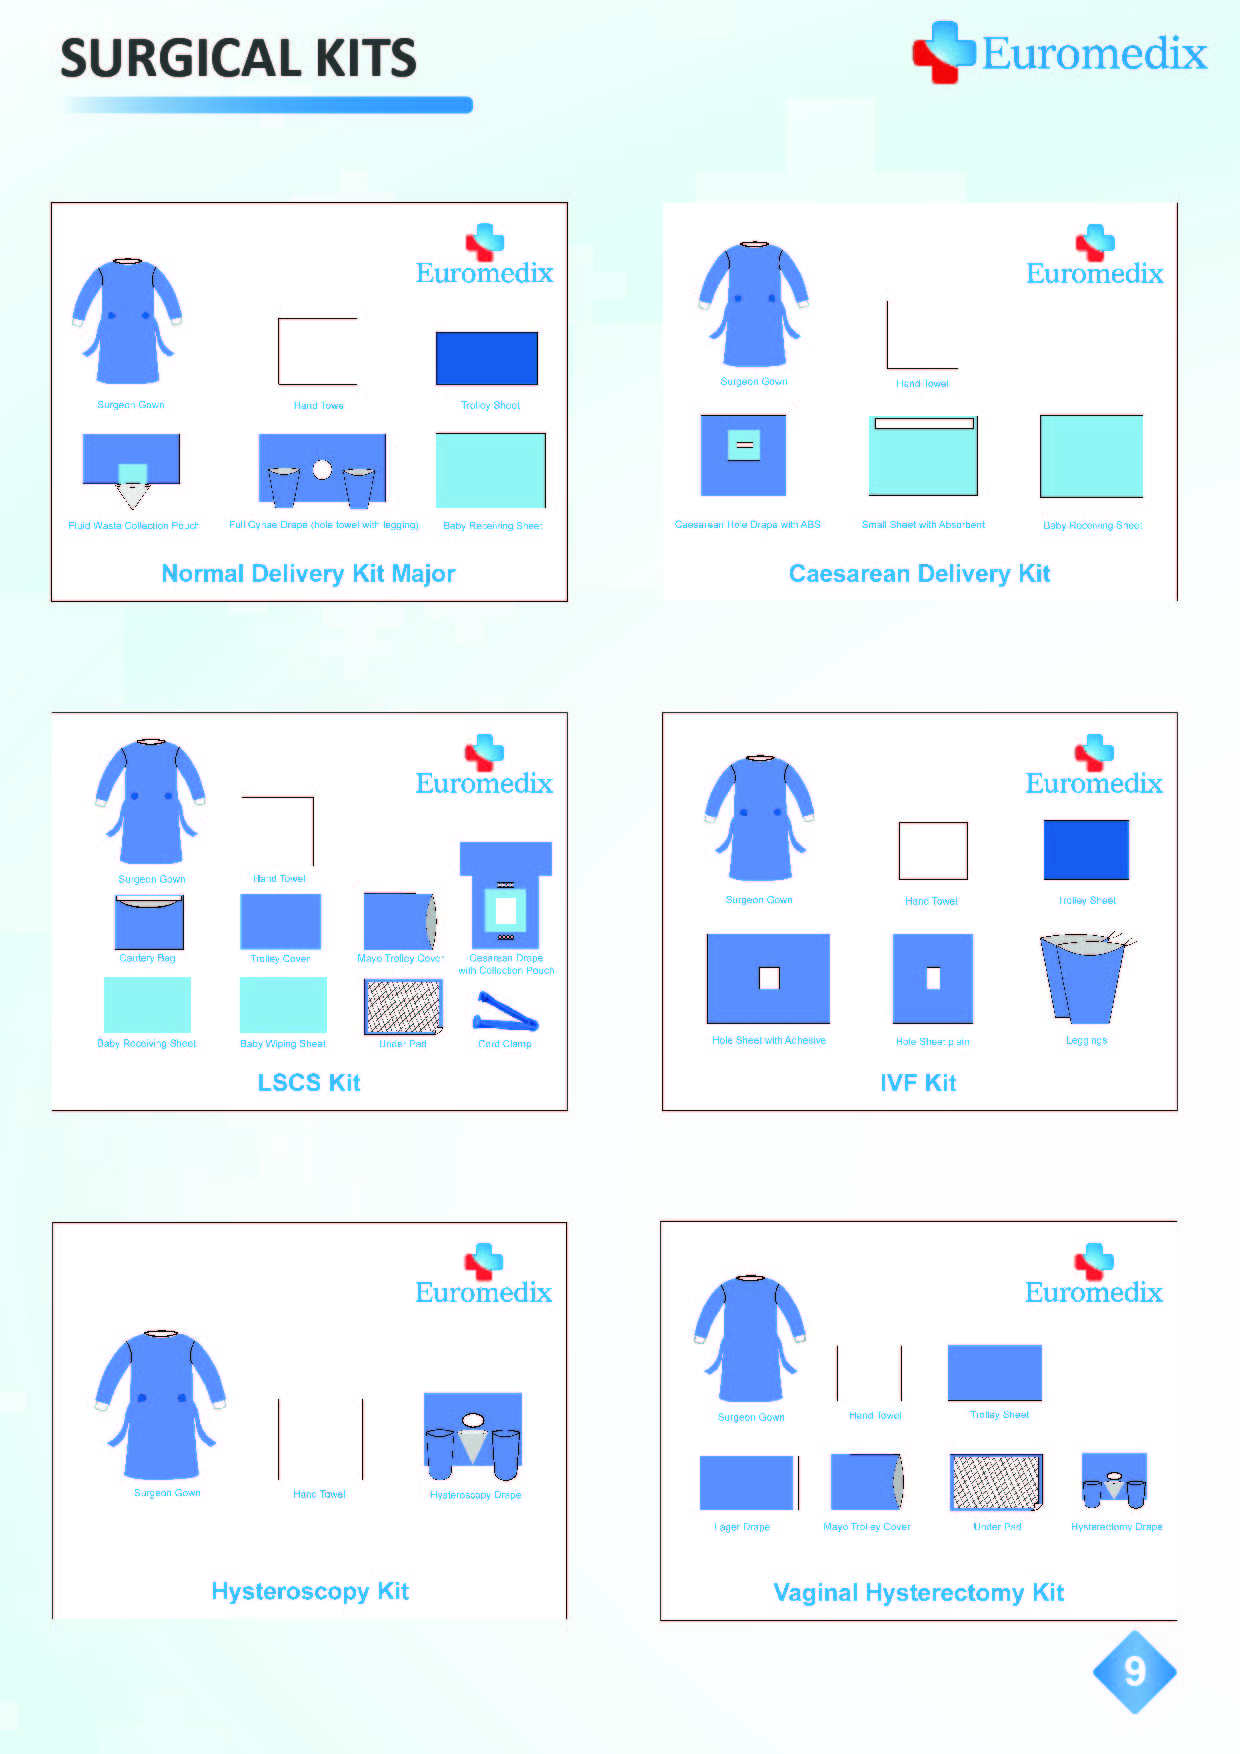 SURGICAL KITS
Euromedix
Euromedix
Surgeon Gown
Hand Towe
Trolley Sheet
Fluid Waste Collection Pouch
Full Gynae Drape (hole towel with legging)
Baby Receiving Sheet
Normal Delivery Kit Major
Euromedix
Surgeon Gown
Hand Towel
Caesarean Hole Drape with ABS
Small Sheet with Absorbent
Baby Receiving Sheet
Caesarean Delivery Kit
Euromedix
Surgeon Gown
Hand Towel
Cautery Bag
Trolley Cover
Mayo Trolley Cover
Cesarean Drape
with Collection Pouch
Baby Receiving Sheet
Baby Wiping Sheet
Under Pad
Cord Clamp
LSCS Kit
Euromedix
Surgeon Gown
Hand Towel
Trolley Sheet
Hole Sheet with Adhesive
Hole Sheet plain
Leggings
IVF Kit
Euromedix
Surgeon Gown
Hand Towel
Hysteroscopy Drape
Hysteroscopy Kit
Euromedix
Surgeon Gown
Hand Towel
Trolley Sheet
Lager Drape
Mayo Trolley Cover
Under Pad
Hysterectomy Drape
Vaginal Hysterectomy Kit
9